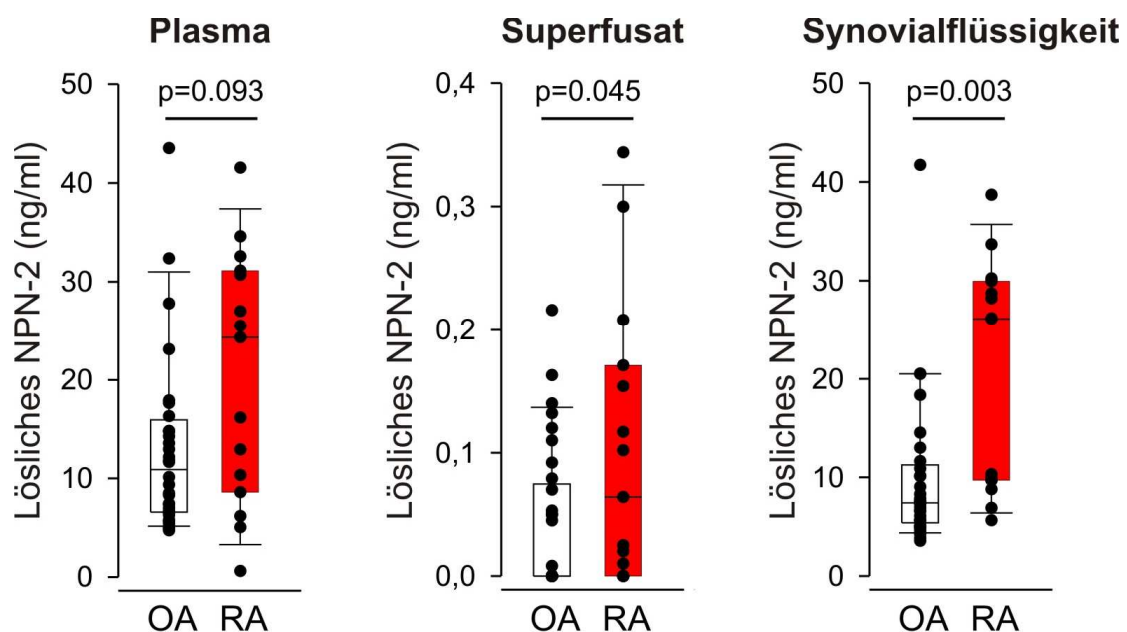 Plasma
Superfusat
Synovialflüssigkeit
Lösliches NPN-2 (ng/ml)
50
40
30
20
10
0
p=0.093
OA RA
Lösliches NPN-2 (ng/ml)
0,4
0,3
0,2
0,1
0,0
p=0.045
OA RA
Lösliches NPN-2 (ng/ml)
50
40
30
20
10
0
p=0.003
OA RA